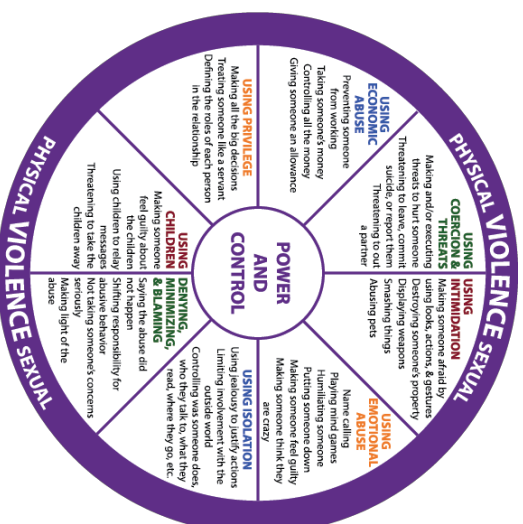 PHYSICAL VIOLENCE SEXUAL
USING
COERCION &
THREATS
Making and/or executing
threats to hurt someone
Threatening to leave, commit
suicide, or report them
Threatening to out
a partner
USING
INTIMIDATION
Making someone afraid by
using looks, actions, & gestures
Destroying someone's property
Displaying weapons
Smashing things
Abusing pets
USING
EMOTIONAL
ABUSE
Name calling
Playing mind games
Humiliating someone
Putting someone down
Making someone feel guilty
Making someone think they
are crazy
USING ISOLATION
Using jealousy to justify actions
Limiting involvement with the
outside world
Controlling was someone does,
who they talk to, what they
read, where they go, etc.
DENYING,
MINIMIZING,
& BLAMING
Saying the abuse did
not happen
Shifting responsibility for
abusive behavior
Not taking someone's concerns
seriously
Making light of the
abuse
USING
CHILDREN
Making someone
feel guilty about
the children
Using children to relay
messages
Threatening to take the
children away
USING PRIVILEGE
Making all the big decisions
Treating someone like a servant
Defining the roles of each person
in the relationship
USING
ECONOMIC
ABUSE
Preventing someone
from working
Taking someone's money
Controlling all the money
Giving someone an allowance
POWER
AND
CONTROL
PHYSICAL VIOLENCE SEXUAL